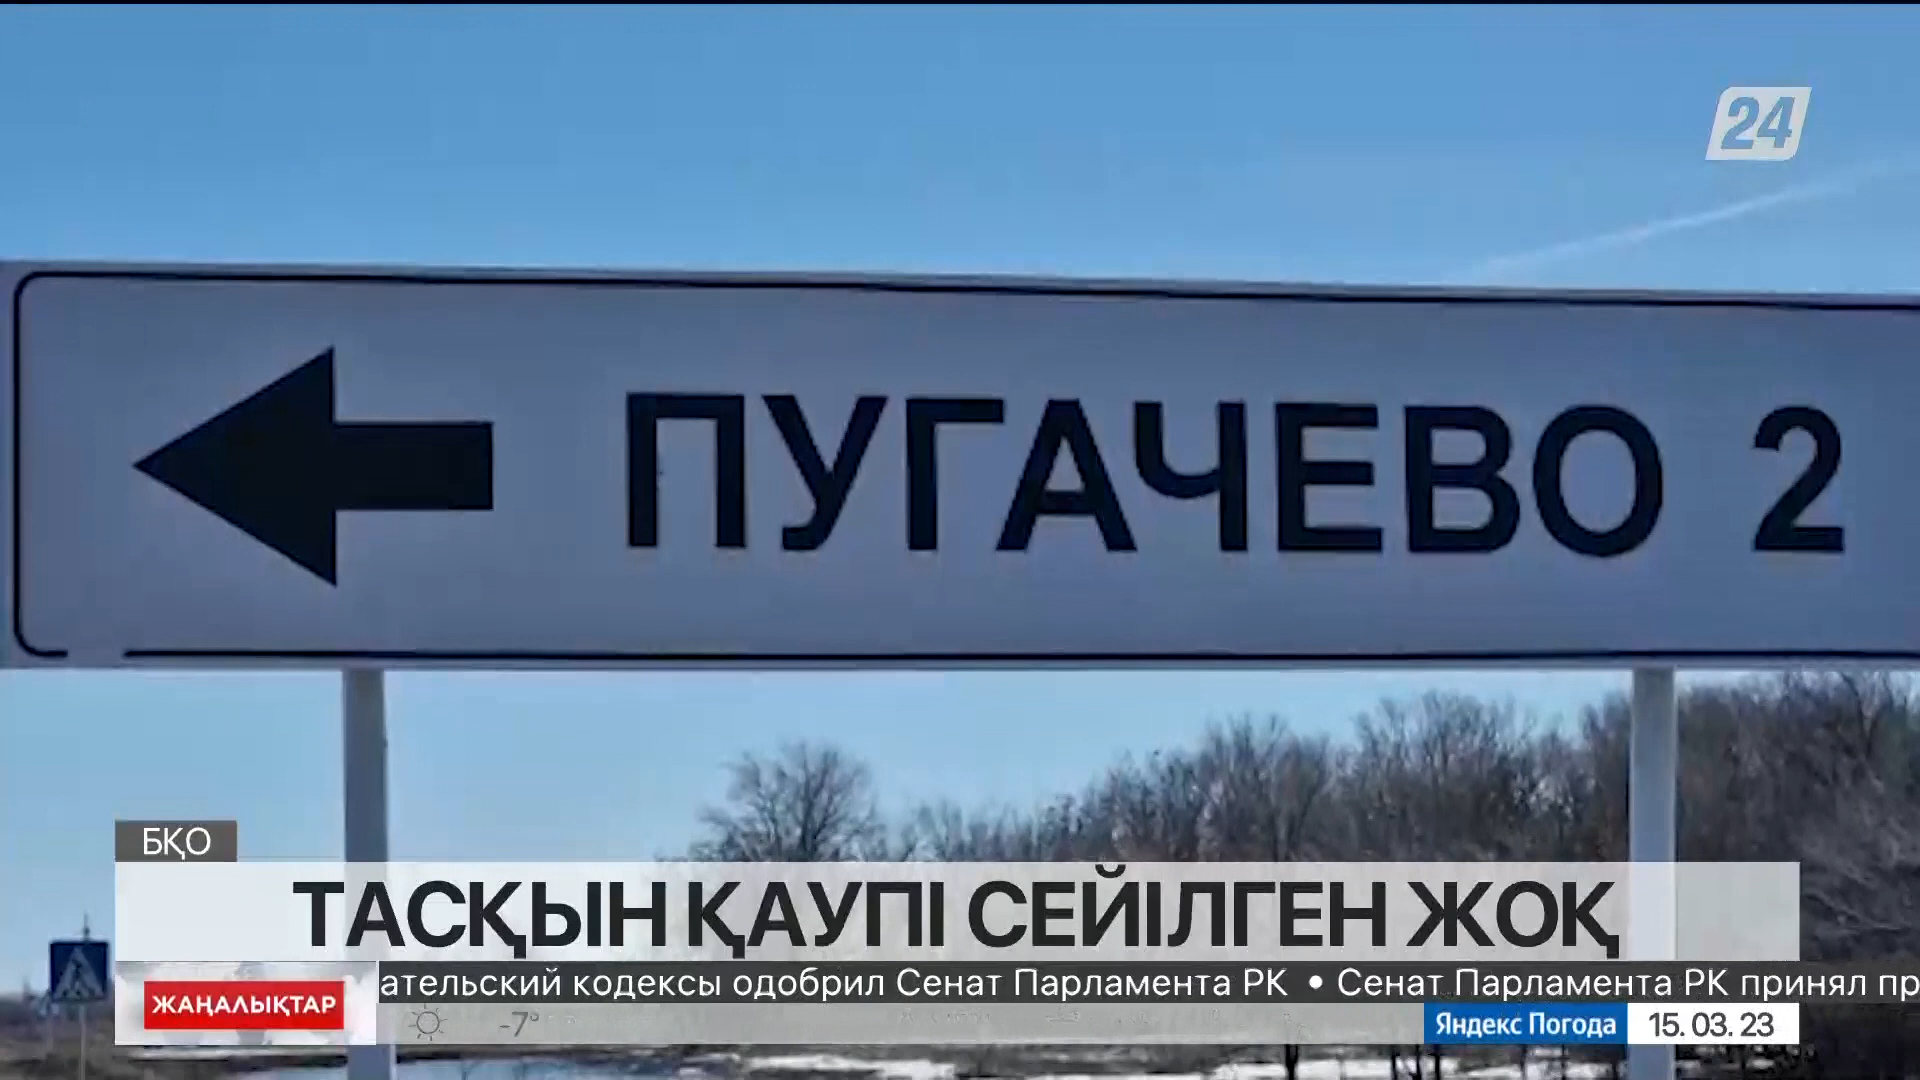 24
ПУГАЧЕВО 2
БҚО
ТАСҚЫН ҚАУПІ СЕЙІЛГЕН ЖОҚ
ательский кодексы одобрил Сенат Парламента РК • Сенат Парламента РК принял пр
ЖАҢАЛЫҚТАР
-7°
Яндекс Погода
15.03.23